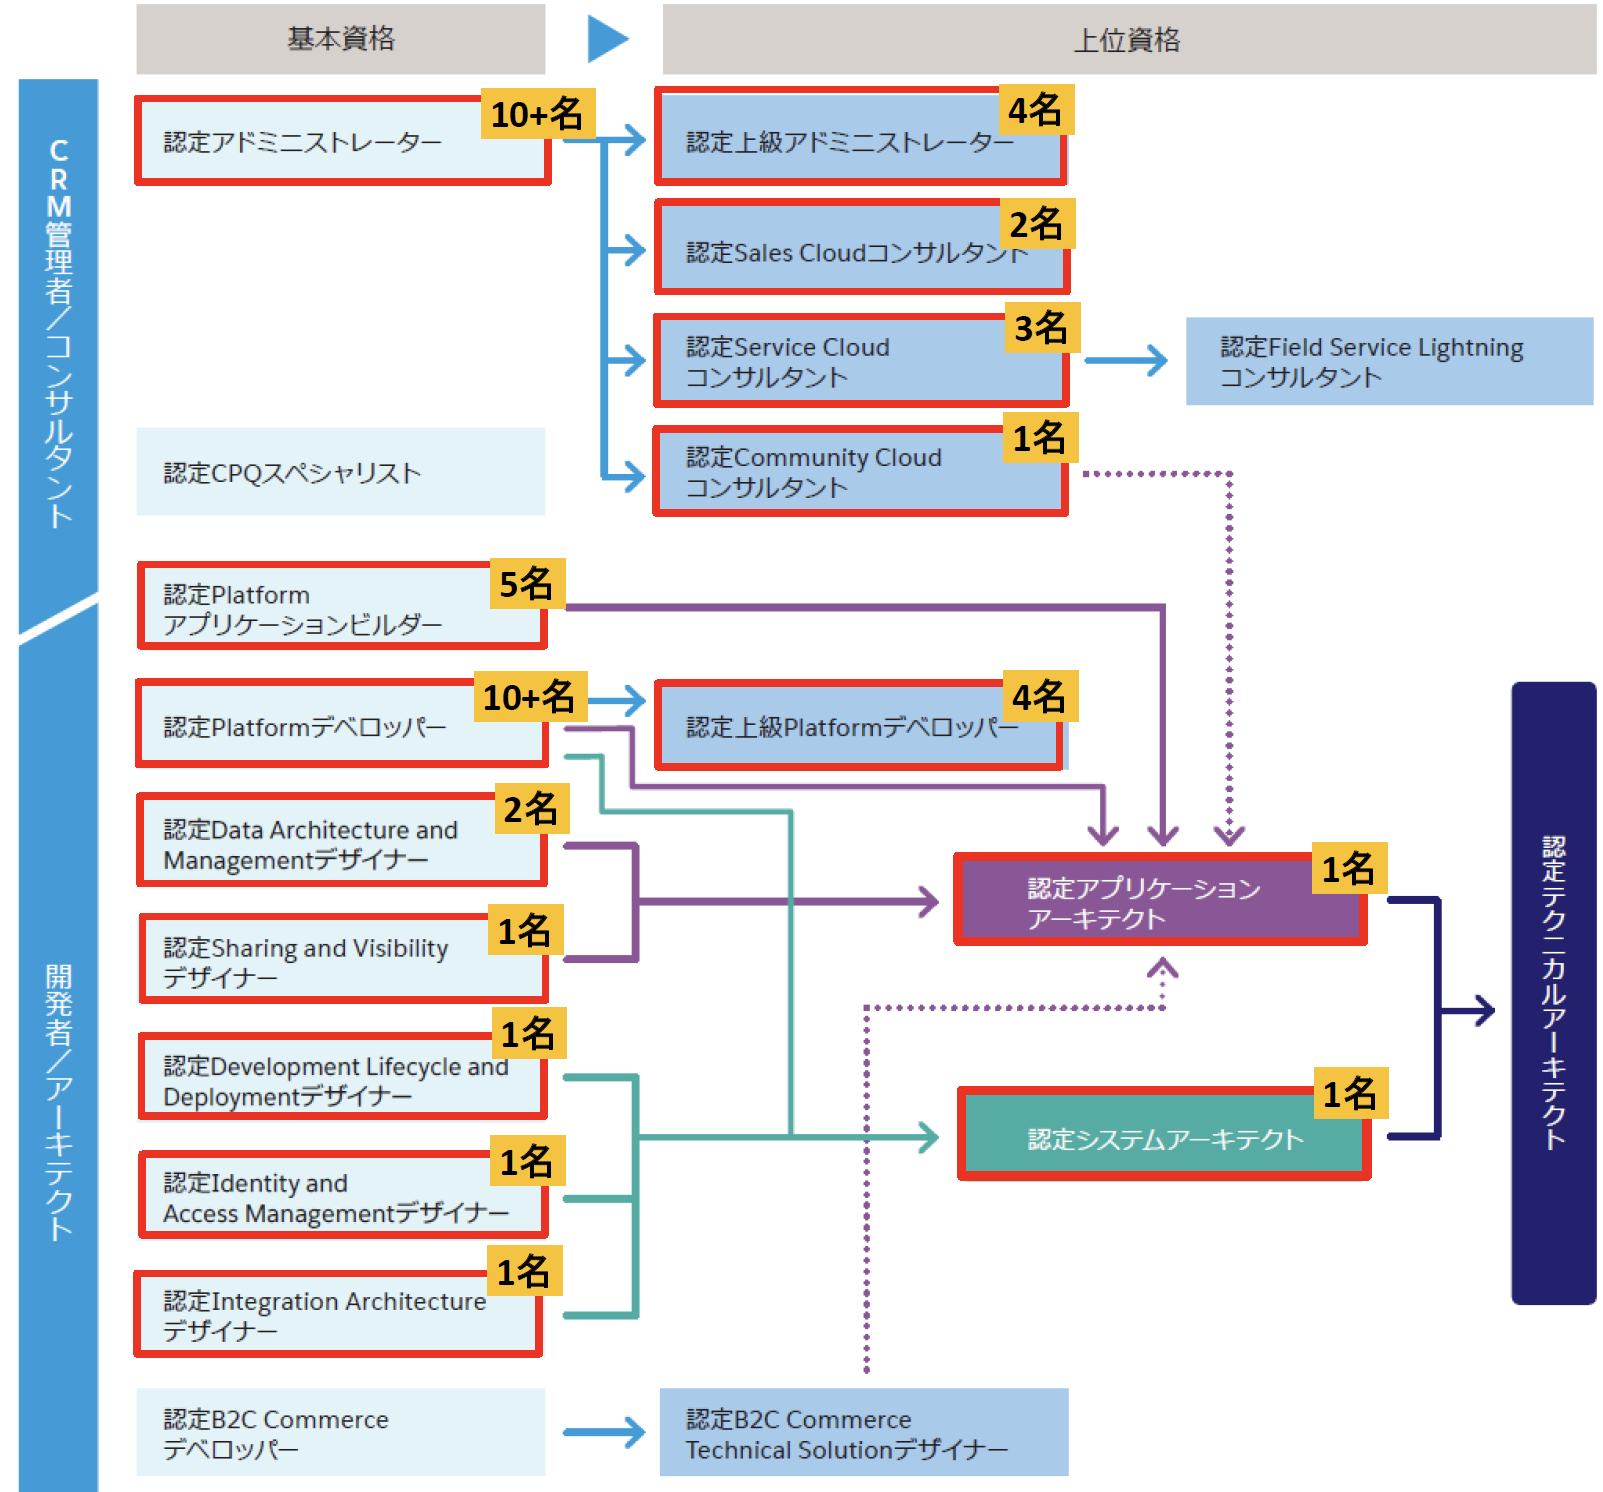 基本資格
上位資格
CRM管理者/コンサルタント
10+名
認定アドミニストレーター
4名
認定上級アドミニストレーター
2名
認定Sales Cloudコンサルタント
3名
認定Service Cloud
コンサルタント
認定Field Service Lightning
コンサルタント
1名
認定Community Cloud
コンサルタント
認定CPQスペシャリスト
開発者/アーキテクト
5名
認定Platform
アプリケーションビルダー
10+名
認定Platformデベロッパー
4名
認定上級Platformデベロッパー
2名
認定Data Architecture and
Managementデザイナー
1名
認定Sharing and Visibility
デザイナー
1名
認定アプリケーション
アーキテクト
1名
認定Development Lifecycle and
Deploymentデザイナー
1名
認定Identity and
Access Managementデザイナー
1名
認定システムアーキテクト
1名
認定Integration Architecture
デザイナー
認定B2C Commerce
デベロッパー
認定B2C Commerce
Technical Solutionデザイナー
認定テクニカルアーキテクト